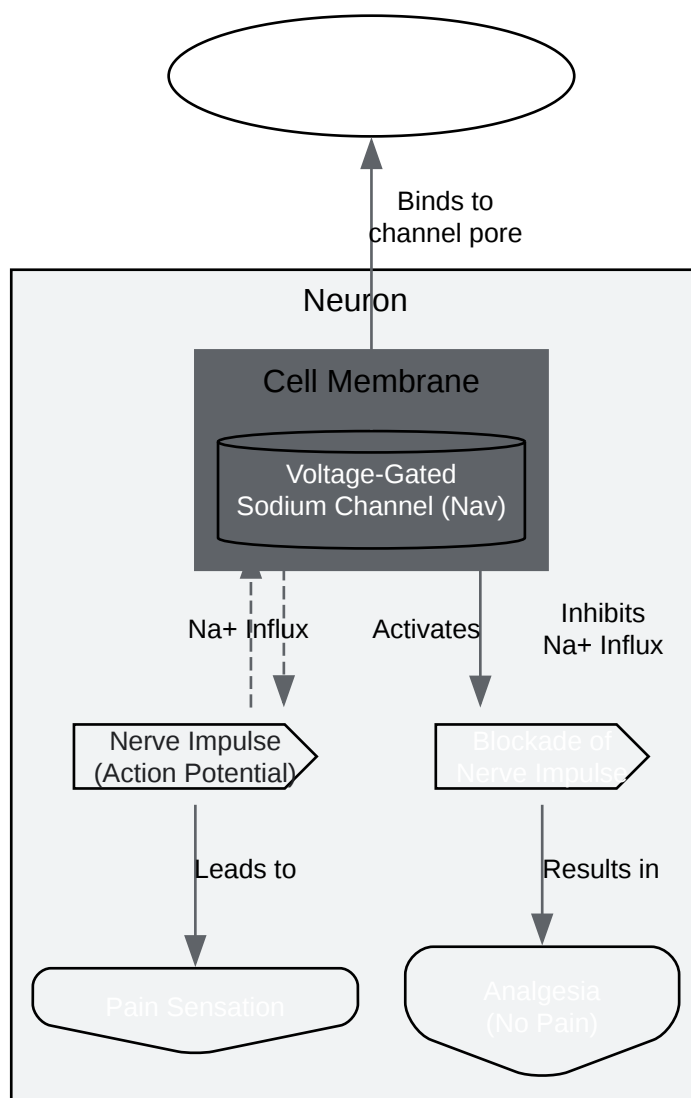 Binds to
channel pore
Neuron
Cell Membrane
Voltage-Gated
Sodium Channel (Nav)
Na+ Influx
Activates
Inhibits
Na+ Influx
Nerve Impulse
(Action Potential)
Blockade of
Nerve Impulse
Leads to
Results in
Pain Sensation
Analgesia
(No Pain)